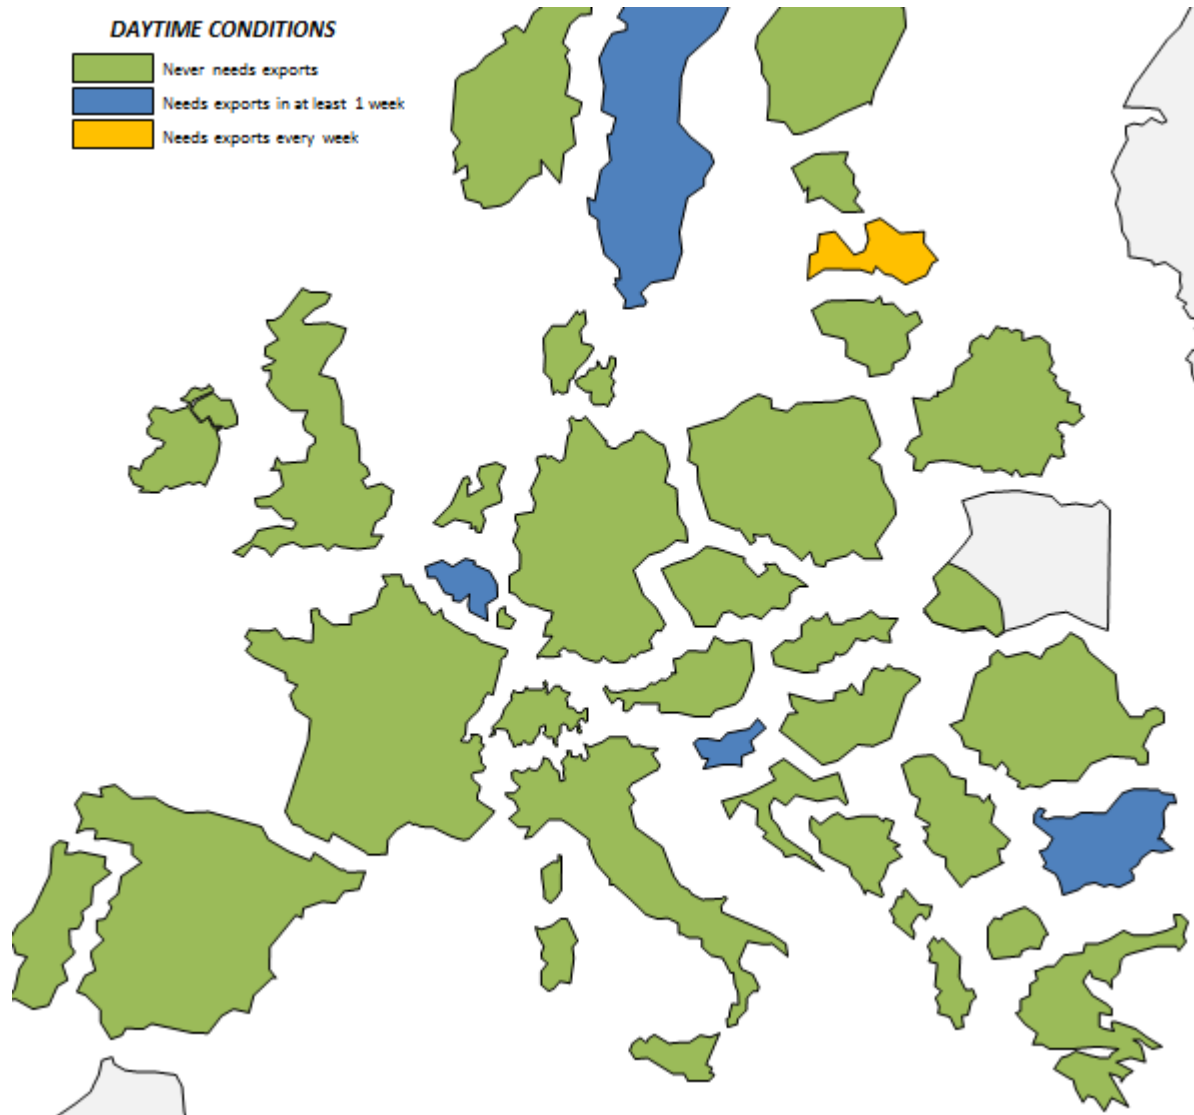 DAYTIME CONDITIONS
Never needs exports
Needs exports in at least 1 week
Needs exports every week